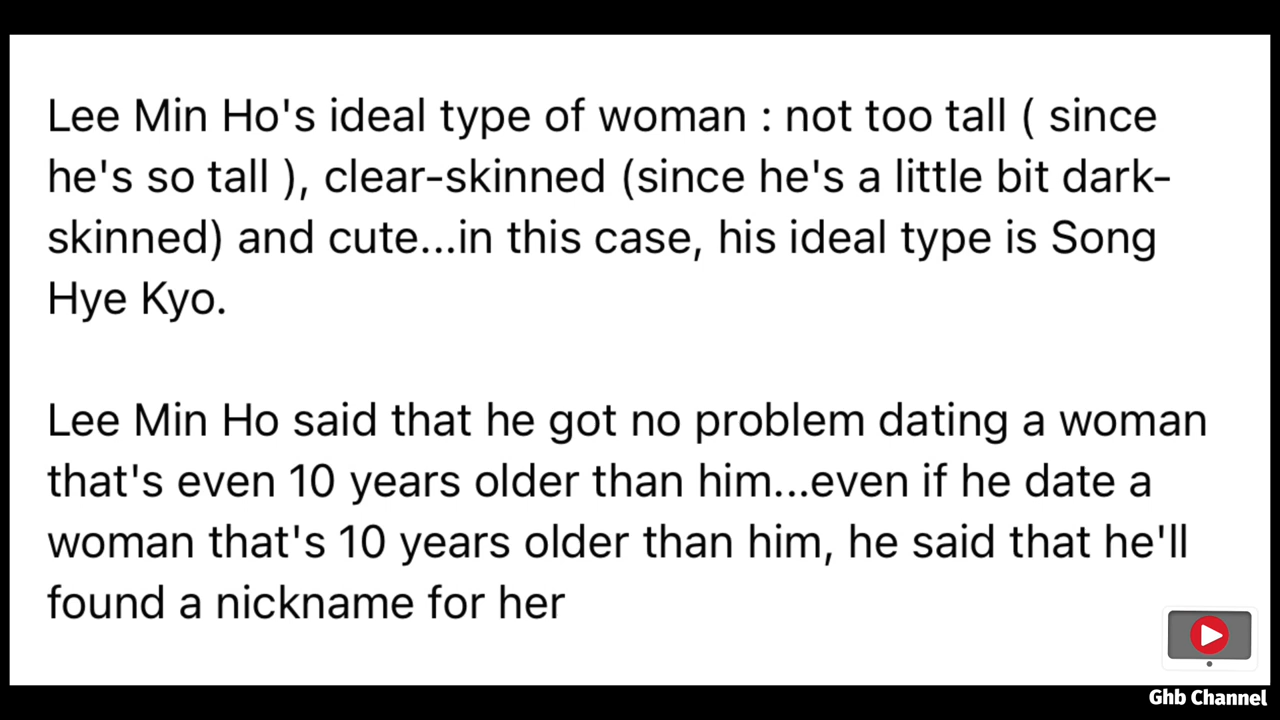 Lee Min Ho's ideal type of woman : not too tall ( since
he's so tall ), clear-skinned (since he's a little bit dark-
skinned) and cute...in this case, his ideal type is Song
Hye Kyo.
Lee Min Ho said that he got no problem dating a woman
that's even 10 years older than him...even if he date a
woman that's 10 years older than him, he said that he'll
found a nickname for her
Ghb Channel